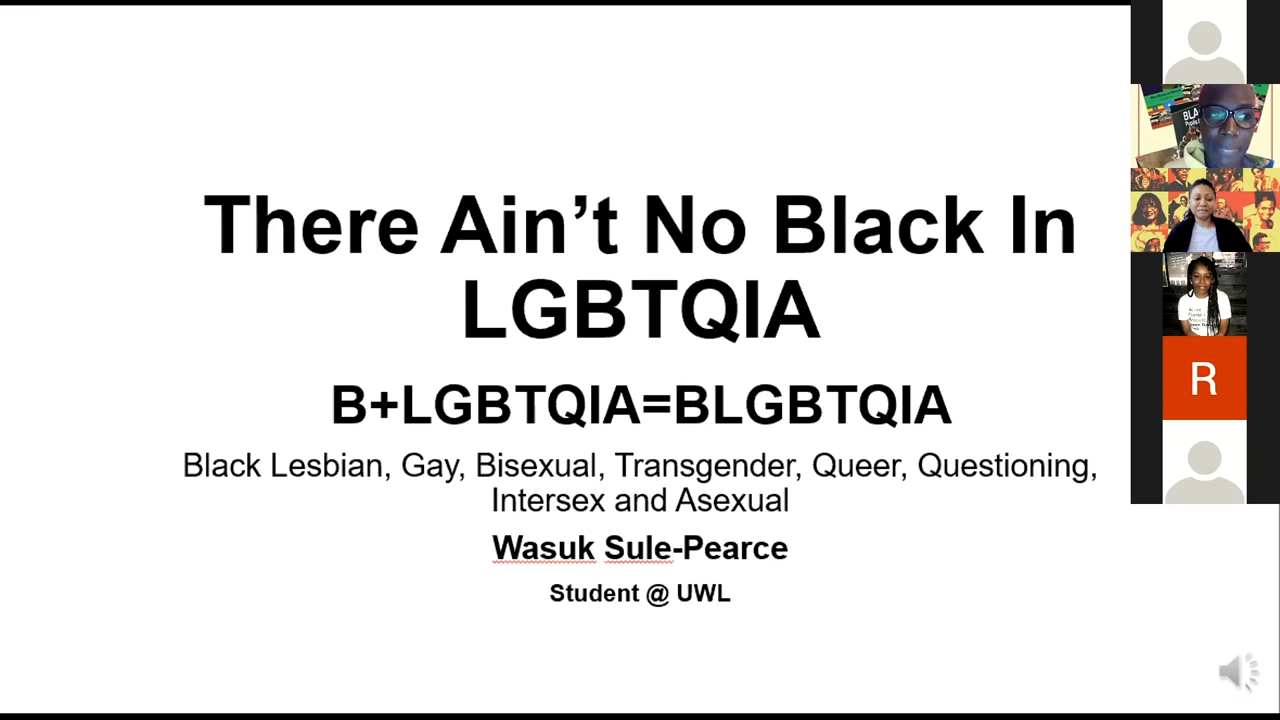 There Ain’t No Black In
LGBTQIA
B+LGBTQIA=BLGBTQIA
Black Lesbian, Gay, Bisexual, Transgender, Queer, Questioning,
Intersex and Asexual
Wasuk Sule-Pearce
Student @ UWL
R